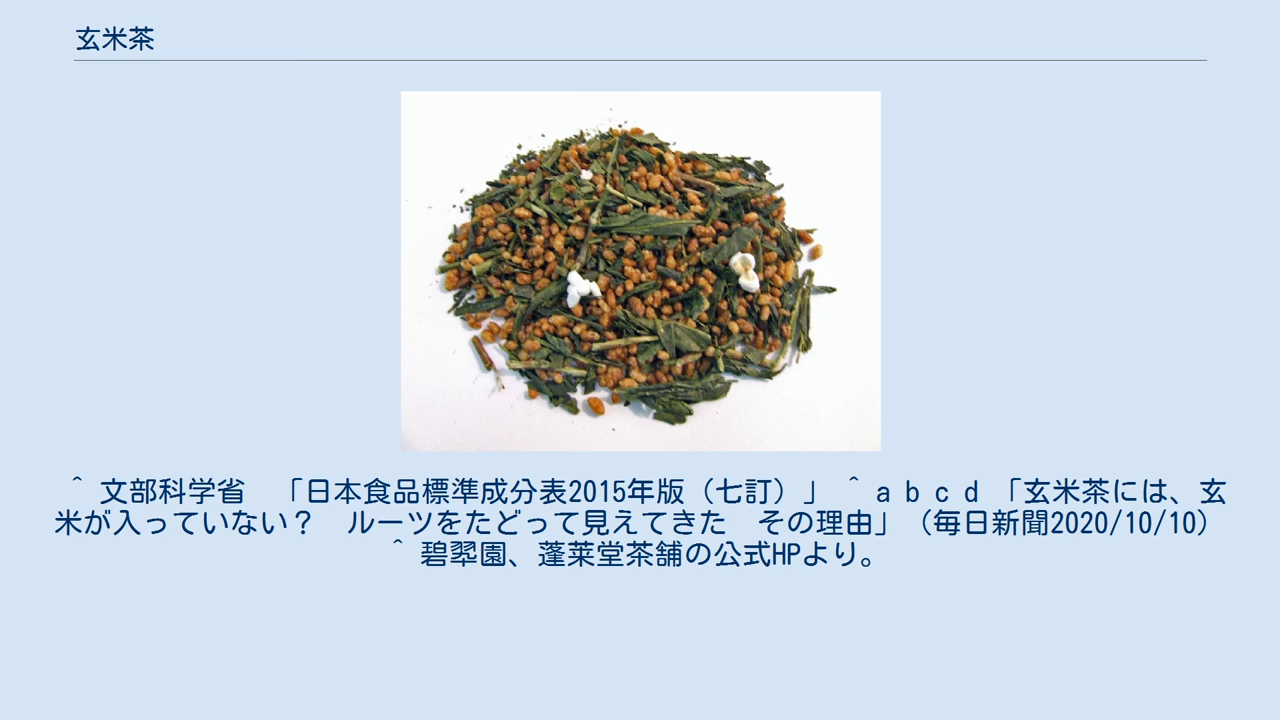 玄米茶
^ 文部科学省　「日本食品標準成分表2015年版（七訂）」 ^ a b c d 「玄米茶には、玄
米が入っていない？　ルーツをたどって見えてきた　その理由」（毎日新聞2020/10/10）
^ 碧翆園、蓬莱堂茶舗の公式HPより。